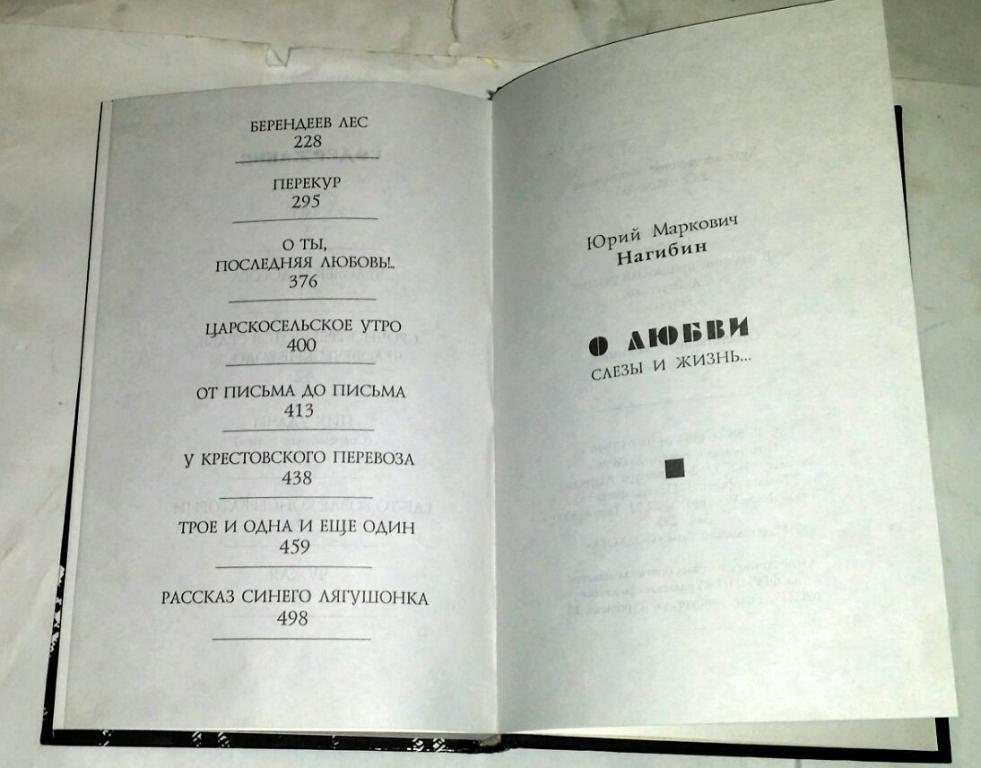 БЕРЕНДЕЕВ ЛЕС
228
ПЕРЕКУР
295
О ТЫ,
ПОСЛЕДНЯЯ ЛЮБОВЬ!..
376
ЦАРСКОСЕЛЬСКОЕ УТРО
400
ОТ ПИСЬМА ДО ПИСЬМА
413
У КРЕСТОВСКОГО ПЕРЕВОЗА
438
ТРОЕ И ОДНА И ЕЩЕ ОДИН
459
РАССКАЗ СИНЕГО ЛЯГУШОНКА
498
Юрий Маркович
Нагибин
О ЛЮБВИ
СЛЕЗЫ И ЖИЗНЬ...